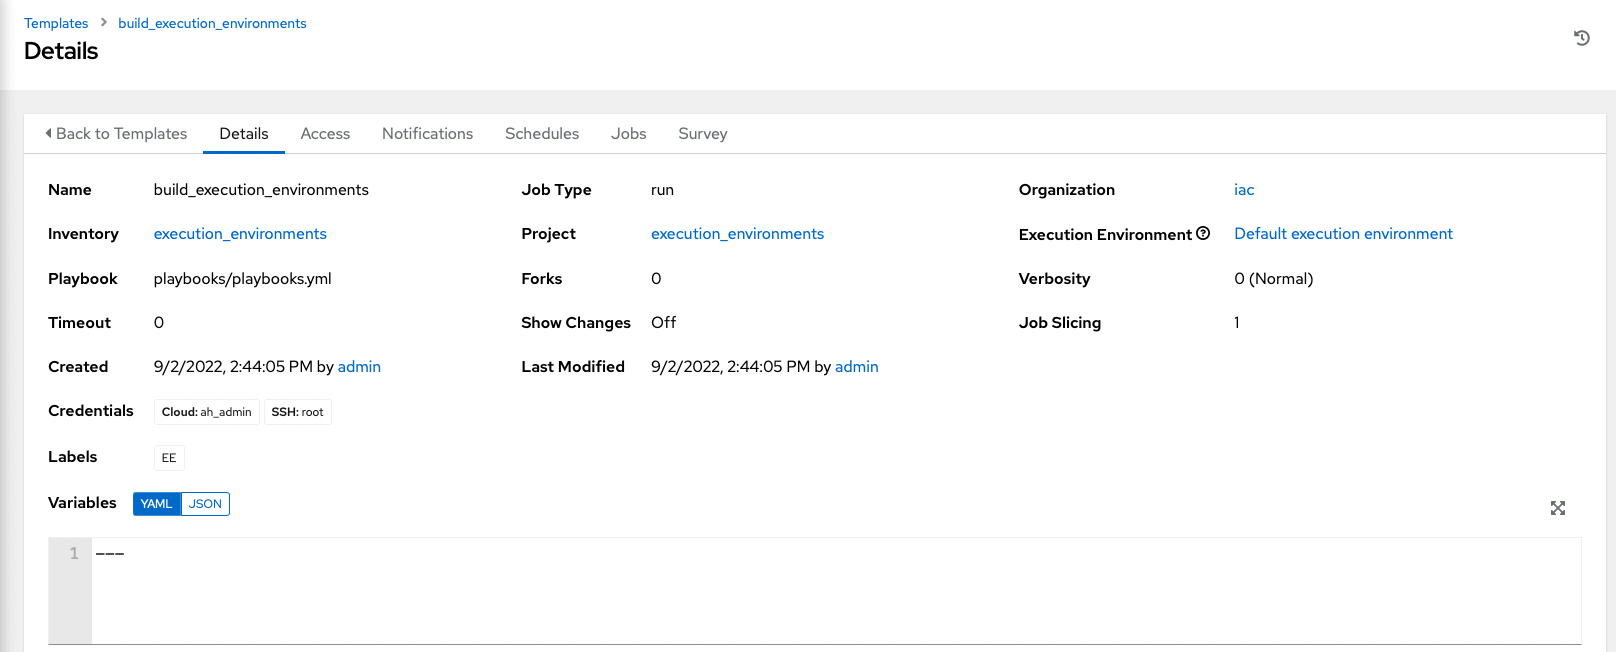 Templates > build_execution_environments
Details
Back to Templates Details Access Notifications Schedules Jobs Survey
Name build_execution_environments Job Type run Organization iac
Inventory execution_environments Project execution_environments Execution Environment Default execution environment
Playbook playbooks/playbooks.yml Forks 0 Verbosity 0 (Normal)
Timeout 0 Show Changes Off Job Slicing 1
Created 9/2/2022, 2:44:05 PM by admin Last Modified 9/2/2022, 2:44:05 PM by admin
Credentials Cloud: ah_admin SSH: root
Labels EE
Variables YAML JSON
1 ---